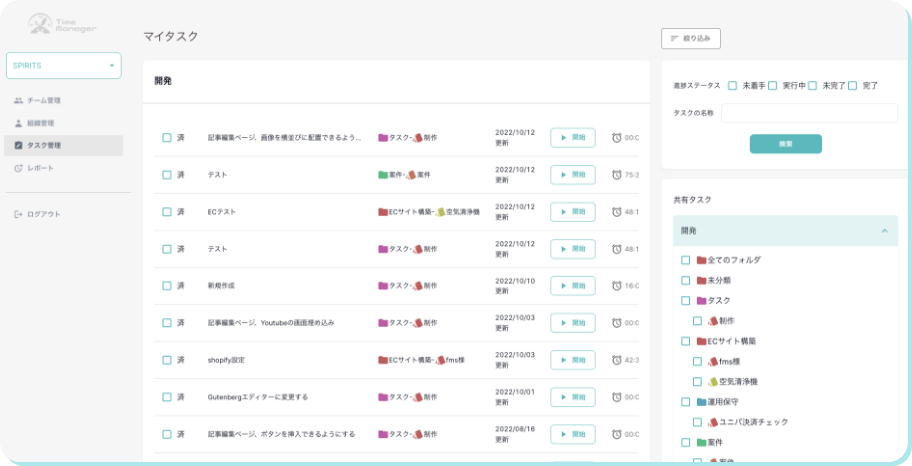 Time
Manager
SPIRITS
チーム管理
組織管理
タスク管理
レポート
ログアウト
マイタスク
絞り込み
開発
済 記事編集ページ、画像を横並びに配置できるよう... タスク-制作 2022/10/12 更新 開始 00:0
済 テスト 案件-案件 2022/10/12 更新 開始 75:3
済 ECテスト ECサイト構築-空気清浄機 2022/10/12 更新 開始 48:1
済 テスト タスク-制作 2022/10/12 更新 開始 48:1
済 新規作成 タスク-制作 2022/10/10 更新 開始 16:0
済 記事編集ページ、Youtubeの画面埋め込み タスク-制作 2022/10/03 更新 開始 00:0
済 shopify設定 ECサイト構築-fms様 2022/10/03 更新 開始 42:3
済 Gutenbergエディターに変更する タスク-制作 2022/10/01 更新 開始 00:0
済 記事編集ページ、ボタンを挿入できるようにする タスク-制作 2022/08/16 更新 開始 00:0
進捗ステータス 未着手 実行中 未完了 完了
タスクの名称
検索
共有タスク
開発
全てのフォルダ
未分類
タスク
制作
ECサイト構築
fms様
空気清浄機
運用保守
ユニバ決済チェック
案件
案件